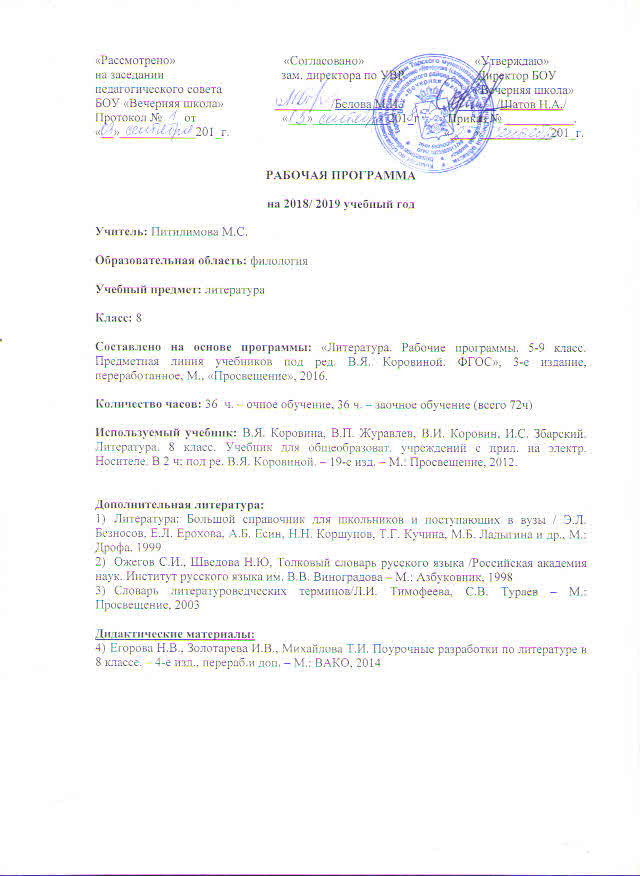 «Рассмотрено» «Согласовано» «Утверждаю»
на заседании зам. директора по УВР Директор БОУ
педагогического совета «Вечерняя школа»
БОУ «Вечерняя школа» Белова М.И. /Шатов Н.А./
Протокол № 1 от « 13 » сентября 201_г Приказ № ________________.
«01» сентября 201_г. 201_г.
РАБОЧАЯ ПРОГРАММА
на 2018/ 2019 учебный год
Учитель: Питилимова М.С.
Образовательная область: филология
Учебный предмет: литература
Класс: 8
Составлено на основе программы: «Литература. Рабочие программы. 5-9 класс.
Предметная линия учебников под ред. В.Я. Коровиной. ФГОС», 3-е издание,
переработанное, М., «Просвещение», 2016.
Количество часов: 36 ч. – очное обучение, 36 ч. – заочное обучение (всего 72ч)
Используемый учебник: В.Я. Коровина, В.П. Журавлев, В.И. Коровин, И.С. Збарский.
Литература. 8 класс. Учебник для общеобразоват. учреждений с прил. на электр.
Носителе. В 2 ч; под ре. В.Я. Коровиной. – 19-е изд. – М.: Просвещение, 2012.
Дополнительная литература:
1) Литература: Большой справочник для школьников и поступающих в вузы / Э.Л.
Безносов, Е.Л. Ерохова, А.Б. Есин, Н.Н. Коршунов, Т.Г. Кучина, М.Б. Ладыгина и др., М.:
Дрофа, 1999
2) Ожегов С.И., Шведова Н.Ю, Толковый словарь русского языка /Российская академия
наук. Институт русского языка им. В.В. Виноградова – М.: Азбуковник, 1998
3) Словарь литературоведческих терминов/Л.И. Тимофеева, С.В. Тураев – М.:
Просвещение, 2003
Дидактические материалы:
4) Егорова Н.В., Золотарева И.В., Михайлова Т.И. Поурочные разработки по литературе в
8 классе. – 4-е изд., перераб.и доп. – М.: ВАКО, 2014